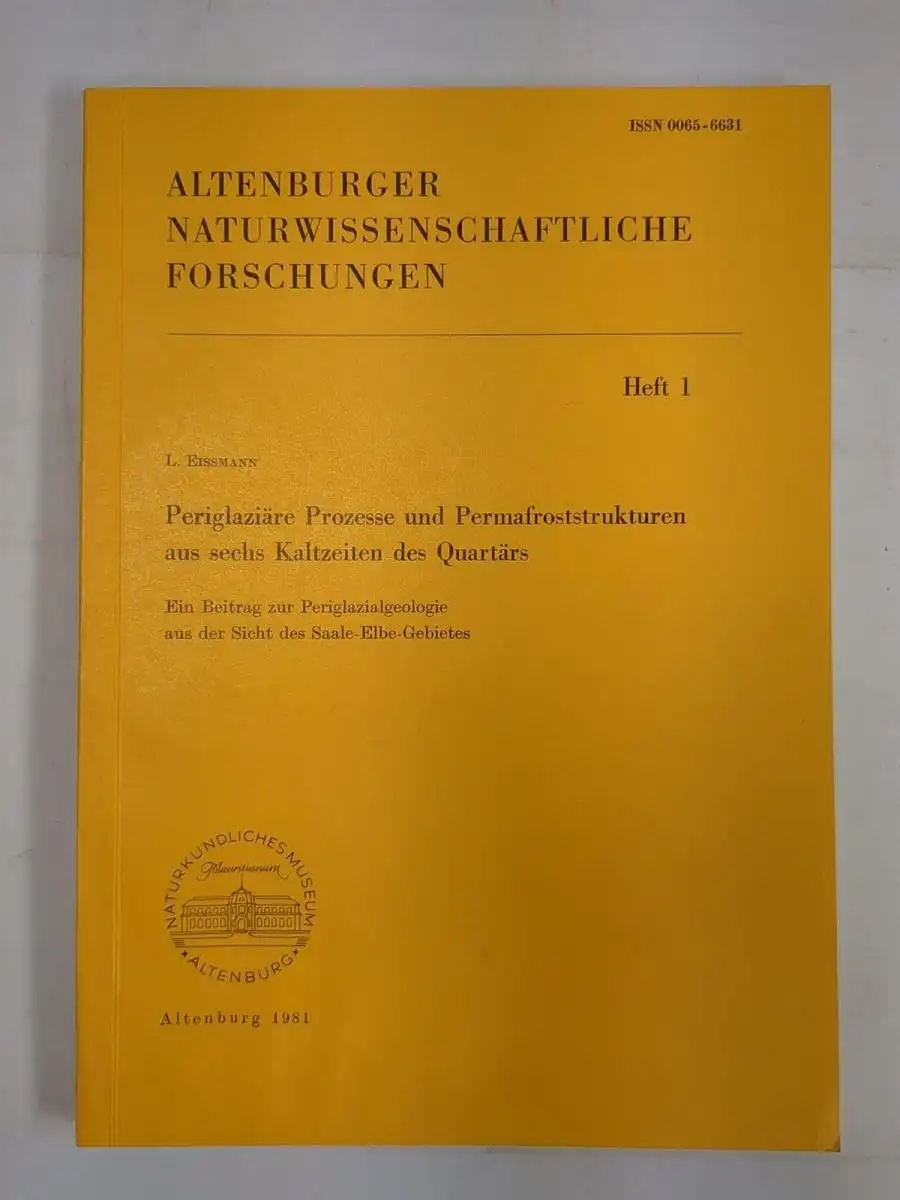 ISSN 0065-6631
ALTENBURGER
NATURWISSENSCHAFTLICHE
FORSCHUNGEN
Heft 1
L. EISSMANN
Periglaziäre Prozesse und Permafroststrukturen
aus sechs Kaltzeiten des Quartärs
Ein Beitrag zur Periglazialgeologie
aus der Sicht des Saale-Elbe-Gebietes
NATURKUNDLICHES MUSEUM
Mauritianum
ALTENBURG
Altenburg 1981